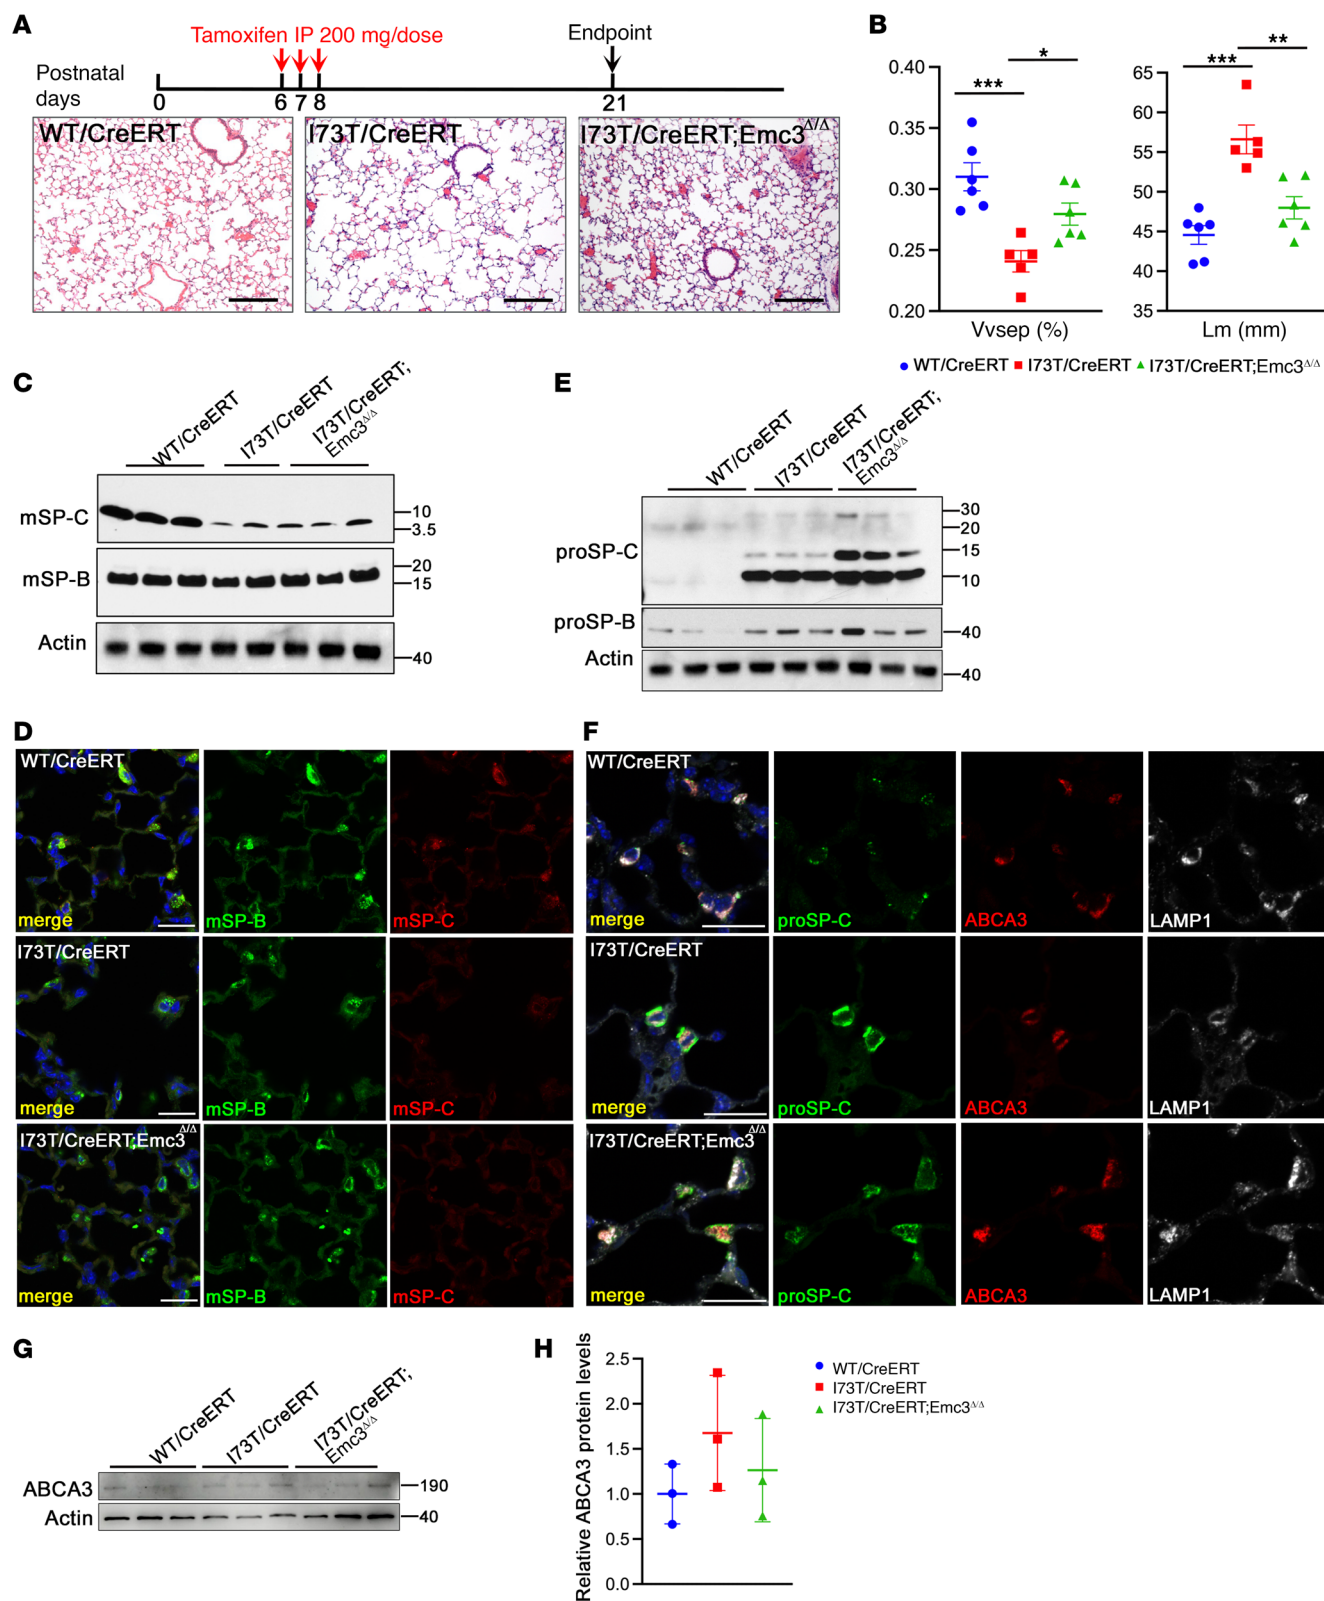 A
Tamoxifen IP 200 mg/dose
Endpoint
Postnatal
days
0 6 7 8 21
WT/CreERT
I73T/CreERT
I73T/CreERT;Emc3Δ/Δ
B
*** *
0.40
0.35
0.30
0.25
0.20
Vvsep (%)
*** **
65
60
55
50
45
40
35
Lm (mm)
WT/CreERT I73T/CreERT I73T/CreERT;Emc3Δ/Δ
C
WT/CreERT
I73T/CreERT
I73T/CreERT;
Emc3Δ/Δ
mSP-C
10
3.5
mSP-B
20
15
Actin
40
E
WT/CreERT
I73T/CreERT
I73T/CreERT;
Emc3Δ/Δ
proSP-C
30
20
15
10
proSP-B
40
Actin
40
D
WT/CreERT
merge mSP-B mSP-C
I73T/CreERT
merge mSP-B mSP-C
I73T/CreERT;Emc3Δ/Δ
merge mSP-B mSP-C
F
WT/CreERT
merge proSP-C ABCA3 LAMP1
I73T/CreERT
merge proSP-C ABCA3 LAMP1
I73T/CreERT;Emc3Δ/Δ
merge proSP-C ABCA3 LAMP1
G
WT/CreERT
I73T/CreERT
I73T/CreERT;
Emc3Δ/Δ
ABCA3
190
Actin
40
H
Relative ABCA3 protein levels
2.5
2.0
1.5
1.0
0.5
0.0
WT/CreERT
I73T/CreERT
I73T/CreERT;Emc3Δ/Δ